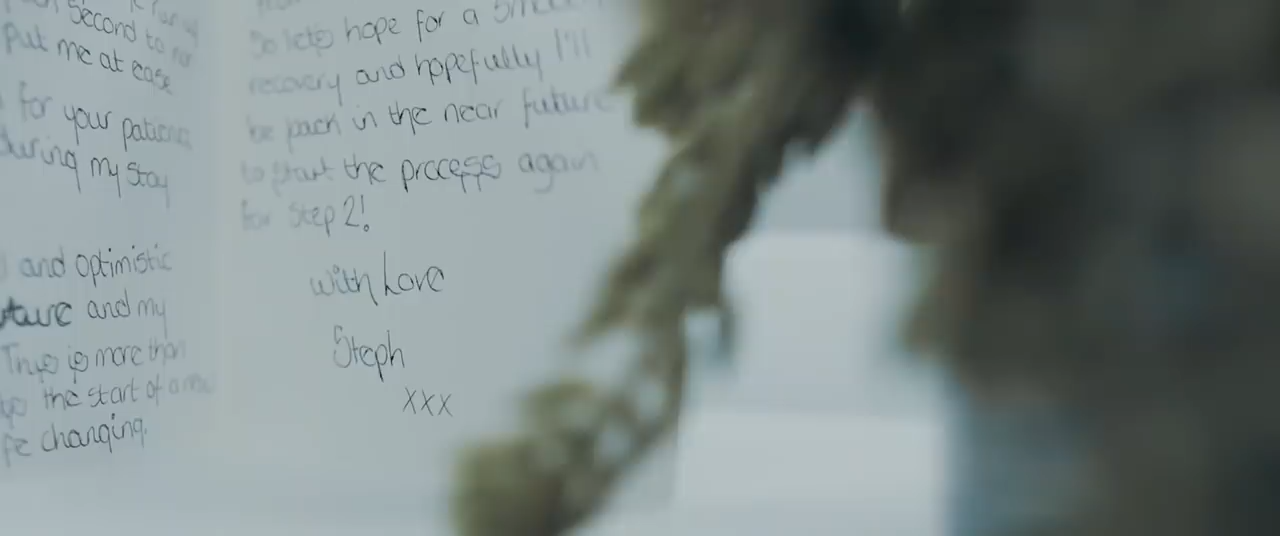 Second to
Put me at ease
for your patience
during my stay
and optimistic
future and my
This is more than
the start of a
fe changing.
So lets hope for a
recovery and hopefully I'll
be back in the near future
to start the process again
for Step 2!
with Love
Steph
xxx